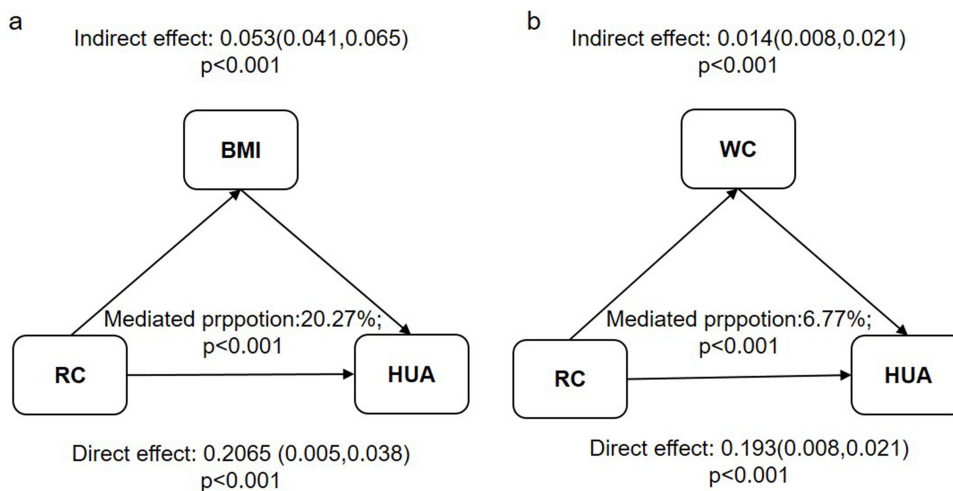 a
Indirect effect: 0.053(0.041,0.065)
p<0.001
BMI
Mediated prppotion:20.27%;
p<0.001
RC
HUA
Direct effect: 0.2065 (0.005,0.038)
p<0.001
b
Indirect effect: 0.014(0.008,0.021)
p<0.001
WC
Mediated prppotion:6.77%;
p<0.001
RC
HUA
Direct effect: 0.193(0.008,0.021)
p<0.001